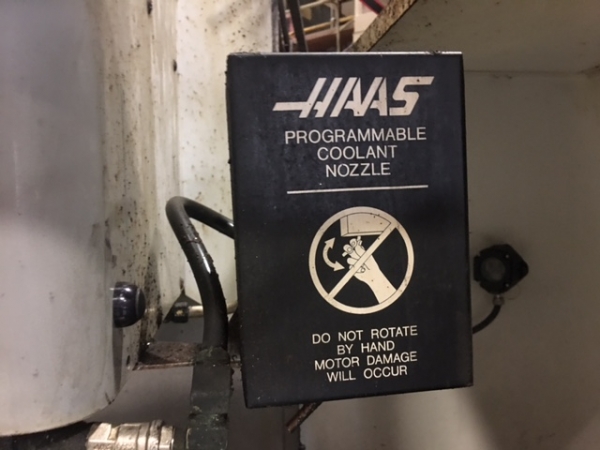 HAAS
PROGRAMMABLE
COOLANT
NOZZLE
DO NOT ROTATE
BY HAND
MOTOR DAMAGE
WILL OCCUR